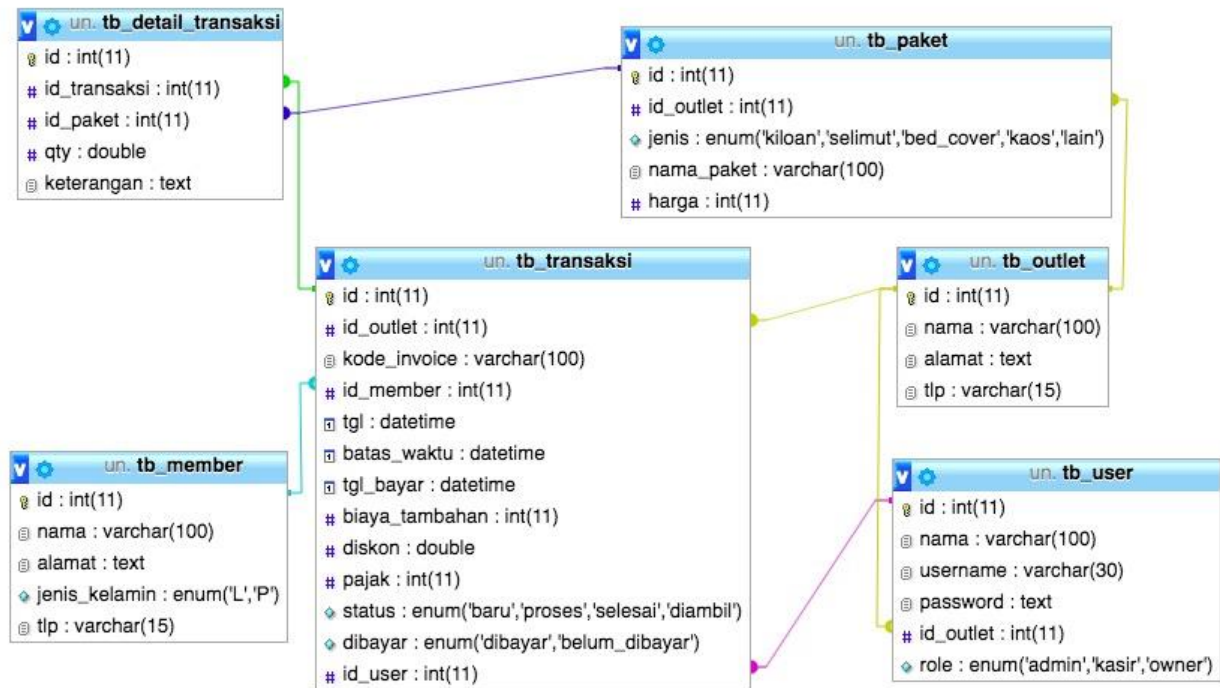 un. tb_detail_transaksi
id : int(11)
# id_transaksi : int(11)
# id_paket : int(11)
# qty : double
keterangan : text
un. tb_paket
id : int(11)
# id_outlet : int(11)
jenis : enum('kiloan','selimut','bed_cover','kaos','lain')
nama_paket : varchar(100)
# harga : int(11)
un. tb_transaksi
id : int(11)
# id_outlet : int(11)
kode_invoice : varchar(100)
# id_member : int(11)
tgl : datetime
batas_waktu : datetime
tgl_bayar : datetime
# biaya_tambahan : int(11)
# diskon : double
# pajak : int(11)
status : enum('baru','proses','selesai','diambil')
dibayar : enum('dibayar','belum_dibayar')
# id_user : int(11)
un. tb_outlet
id : int(11)
nama : varchar(100)
alamat : text
tlp : varchar(15)
un. tb_member
id : int(11)
nama : varchar(100)
alamat : text
jenis_kelamin : enum('L','P')
tlp : varchar(15)
un. tb_user
id : int(11)
nama : varchar(100)
username : varchar(30)
password : text
# id_outlet : int(11)
role : enum('admin','kasir','owner')